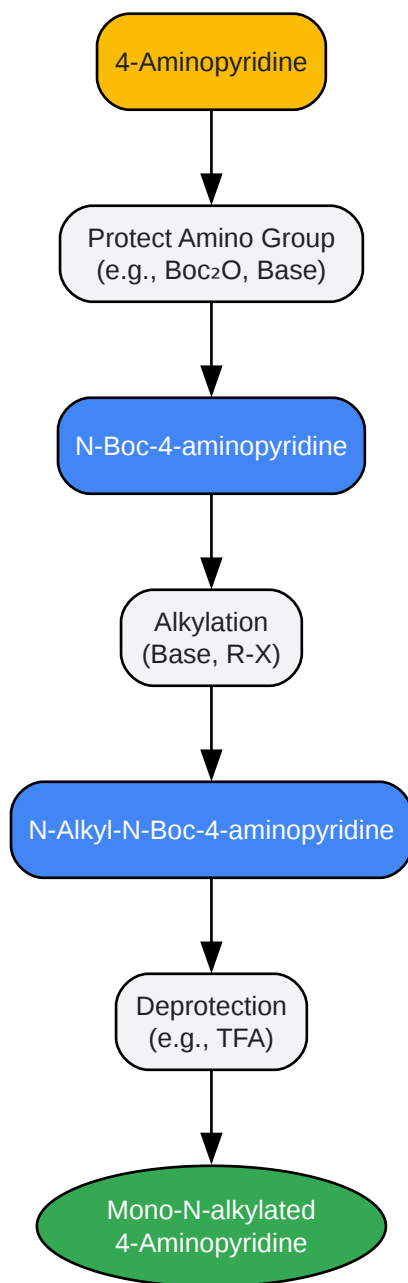 4-Aminopyridine
Protect Amino Group
(e.g., Boc₂O, Base)
N-Boc-4-aminopyridine
Alkylation
(Base, R-X)
N-Alkyl-N-Boc-4-aminopyridine
Deprotection
(e.g., TFA)
Mono-N-alkylated
4-Aminopyridine